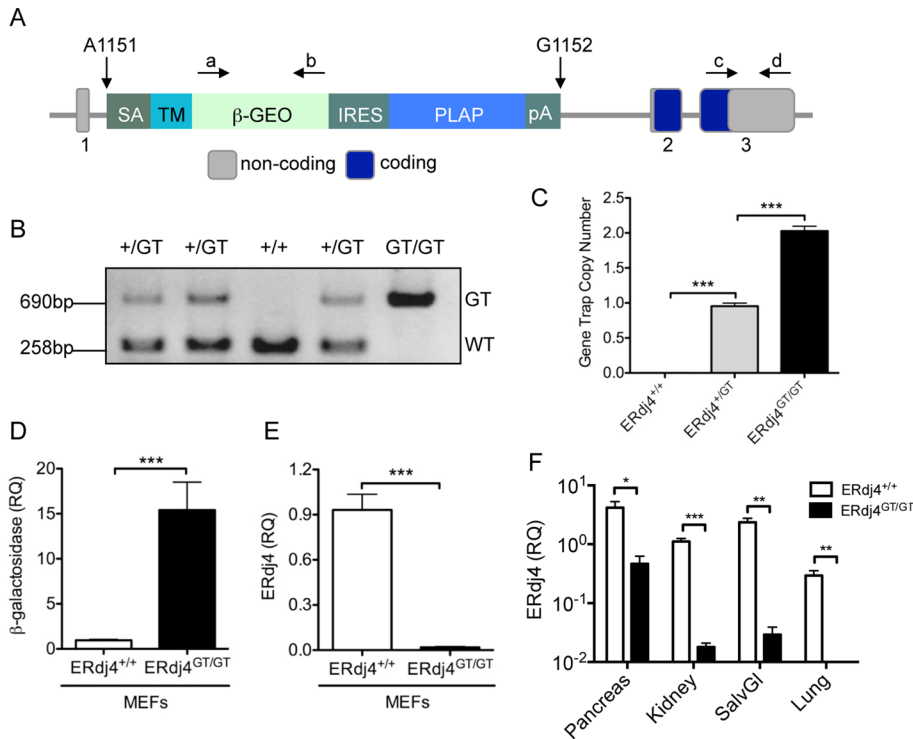 A
A1151
G1152
a
b
c
d
SA
TM
β-GEO
IRES
PLAP
pA
1
2
3
non-coding
coding
B
+/GT
+/GT
+/+
+/GT
GT/GT
690bp
GT
258bp
WT
C
Gene Trap Copy Number
2.5
2.0
1.5
1.0
0.5
0.0
***
***
ERdj4+/+
ERdj4+/GT
ERdj4GT/GT
D
β-galactosidase (RQ)
20
15
10
5
0
***
ERdj4+/+
ERdj4GT/GT
MEFs
E
ERdj4 (RQ)
1.2
0.9
0.6
0.3
0.0
***
ERdj4+/+
ERdj4GT/GT
MEFs
F
ERdj4 (RQ)
10¹
10⁰
10⁻¹
10⁻²
*
***
**
**
ERdj4+/+
ERdj4GT/GT
Pancreas
Kidney
SalvGl
Lung